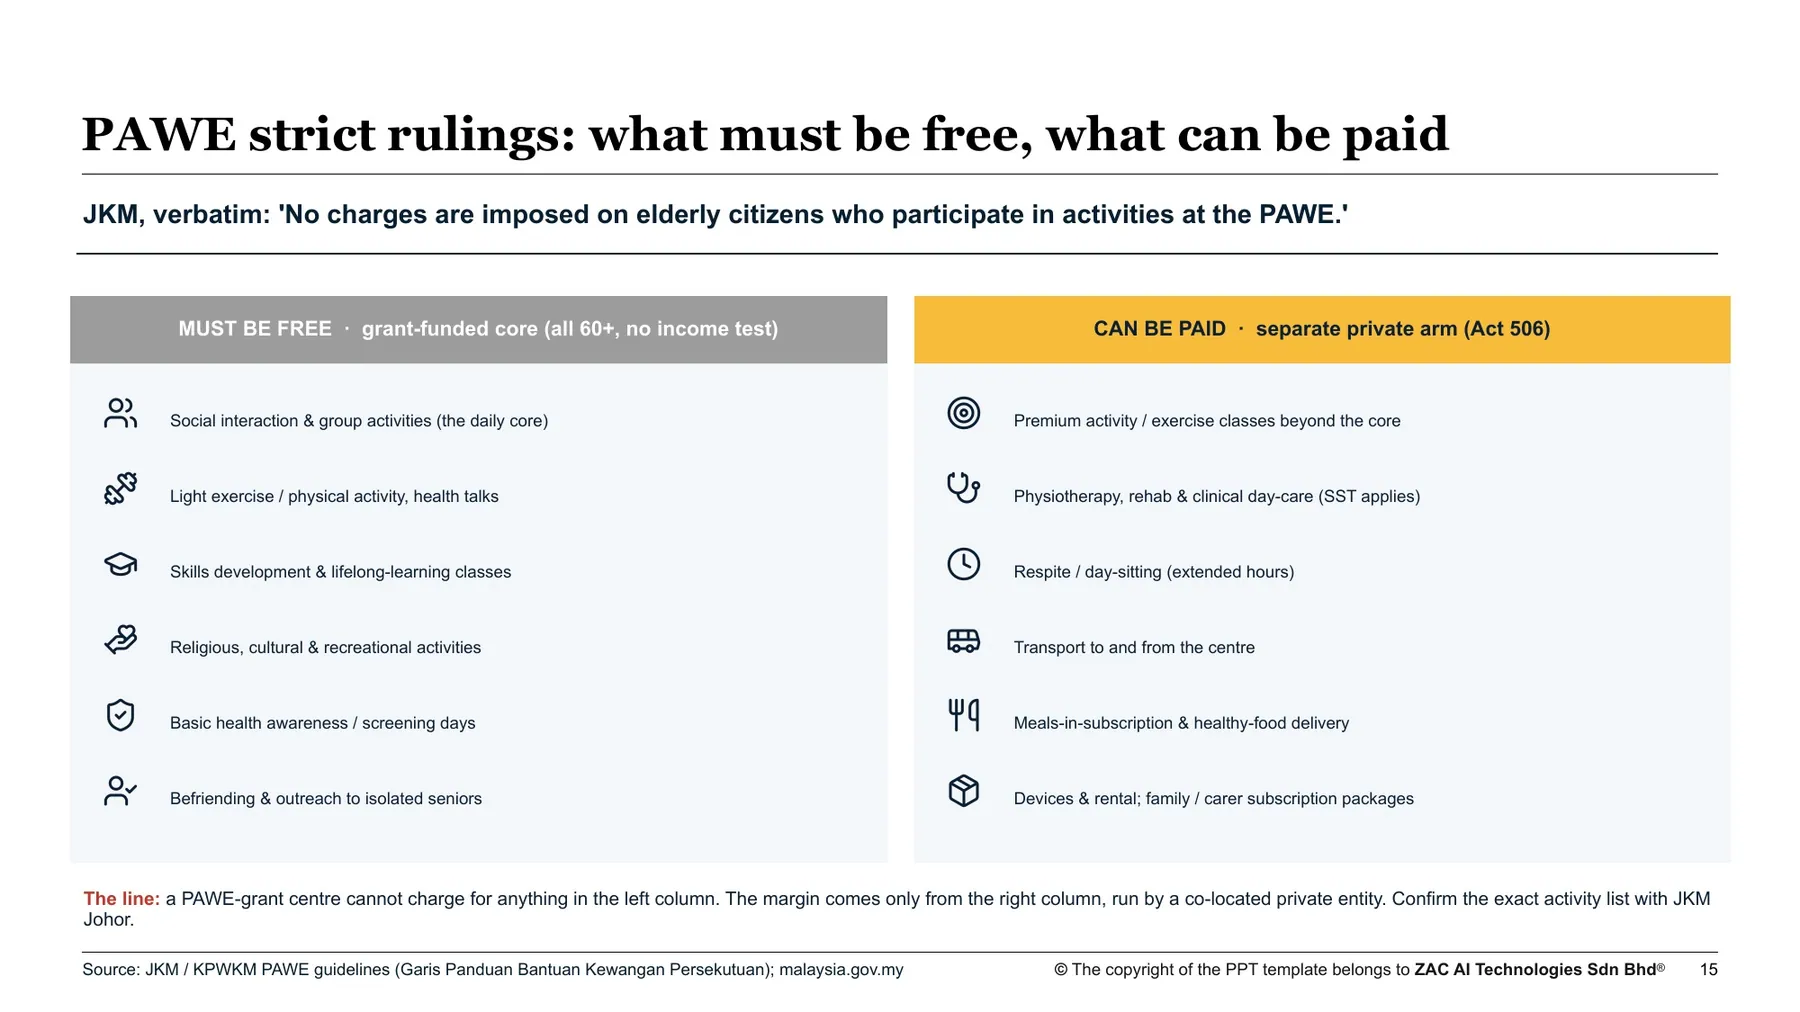 PAWE strict rulings: what must be free, what can be paid
JKM, verbatim: 'No charges are imposed on elderly citizens who participate in activities at the PAWE.'
MUST BE FREE · grant-funded core (all 60+, no income test)
Social interaction & group activities (the daily core)
Light exercise / physical activity, health talks
Skills development & lifelong-learning classes
Religious, cultural & recreational activities
Basic health awareness / screening days
Befriending & outreach to isolated seniors
CAN BE PAID · separate private arm (Act 506)
Premium activity / exercise classes beyond the core
Physiotherapy, rehab & clinical day-care (SST applies)
Respite / day-sitting (extended hours)
Transport to and from the centre
Meals-in-subscription & healthy-food delivery
Devices & rental; family / carer subscription packages
The line: a PAWE-grant centre cannot charge for anything in the left column. The margin comes only from the right column, run by a co-located private entity. Confirm the exact activity list with JKM
Johor.
Source: JKM / KPWKM PAWE guidelines (Garis Panduan Bantuan Kewangan Persekutuan); malaysia.gov.my
© The copyright of the PPT template belongs to ZAC AI Technologies Sdn Bhd®
15